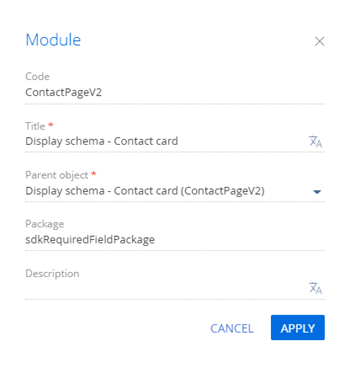 Module
Code
ContactPageV2
Title *
Display schema - Contact card
Parent object *
Display schema - Contact card (ContactPageV2)
Package
sdkRequiredFieldPackage
Description
CANCEL APPLY